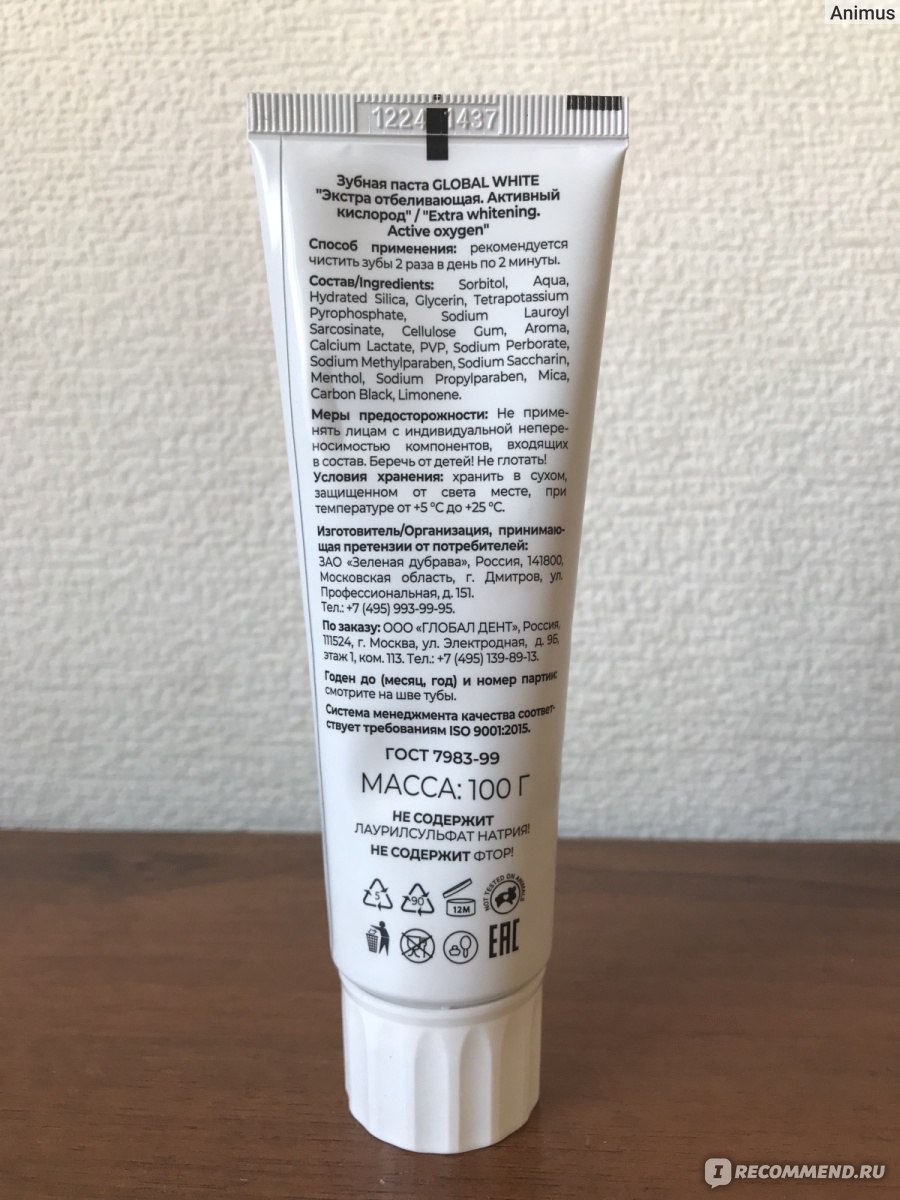 Animus
1224 1437
Зубная паста GLOBAL WHITE
"Экстра отбеливающая. Активный
кислород" / "Extra whitening.
Active oxygen"
Способ применения: рекомендуется
чистить зубы 2 раза в день по 2 минуты.
Состав/Ingredients: Sorbitol, Aqua,
Hydrated Silica, Glycerin, Tetrapotassium
Pyrophosphate, Sodium Lauroyl
Sarcosinate, Cellulose Gum, Aroma,
Calcium Lactate, PVP, Sodium Perborate,
Sodium Methylparaben, Sodium Saccharin,
Menthol, Sodium Propylparaben, Mica,
Carbon Black, Limonene.
Меры предосторожности: Не приме-
нять лицам с индивидуальной непере-
носимостью компонентов, входящих
в состав. Беречь от детей! Не глотать!
Условия хранения: хранить в сухом,
защищенном от света месте, при
температуре от +5 °C до +25 °C.
Изготовитель/Организация, принимаю-
щая претензии от потребителей:
ЗАО «Зеленая дубрава», Россия, 141800,
Московская область, г. Дмитров, ул.
Профессиональная, д. 151.
Тел.: +7 (495) 993-99-95.
По заказу: ООО «ГЛОБАЛ ДЕНТ», Россия,
111524, г. Москва, ул. Электродная, д. 9Б,
этаж 1, ком. 113. Тел.: +7 (495) 139-89-13.
Годен до (месяц, год) и номер партии:
смотрите на шве тубы.
Система менеджмента качества соответ-
ствует требованиям ISO 9001:2015.
ГОСТ 7983-99
МАССА: 100 Г
НЕ СОДЕРЖИТ
ЛАУРИЛСУЛЬФАТ НАТРИЯ!
НЕ СОДЕРЖИТ ФТОР!
5 90 12M NOT TESTED ON ANIMALS
EAC
IRECOMMEND.RU